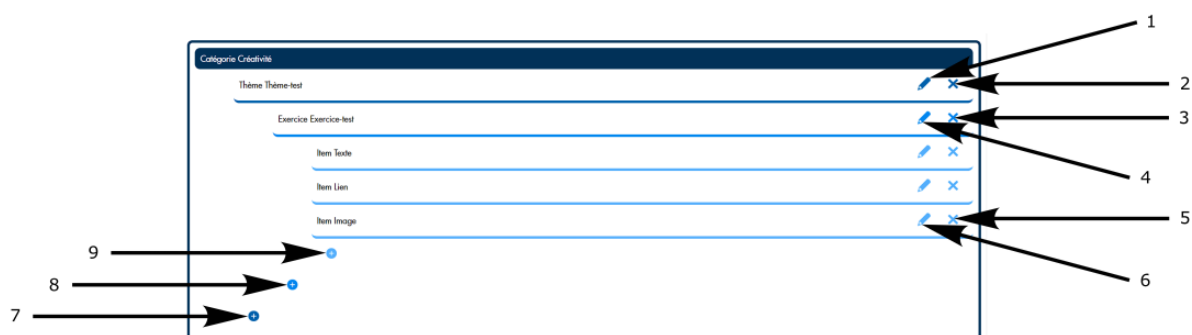 1
Catégorie Créativité
Thème Thème-test
2
Exercice Exercice-test
3
Item Texte
4
Item Lien
Item Image
5
9
6
8
7